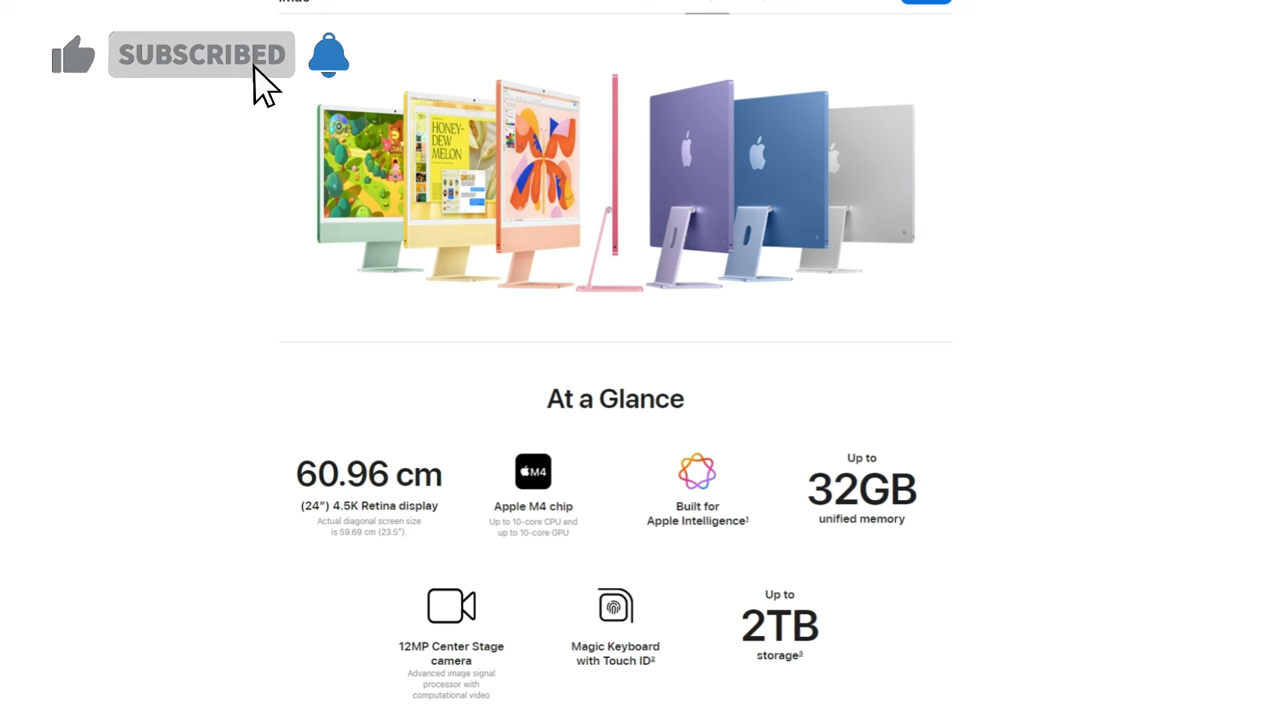 SUBSCRIBED
HONEY-
DEW
MELON
At a Glance
60.96 cm
(24″) 4.5K Retina display
Actual diagonal screen size
is 59.69 cm (23.5″).
M4
Apple M4 chip
Up to 10-core CPU and
up to 10-core GPU
Built for
Apple Intelligence¹
Up to
32GB
unified memory
12MP Center Stage
camera
Advanced image signal
processor with
computational video
Magic Keyboard
with Touch ID²
Up to
2TB
storage³